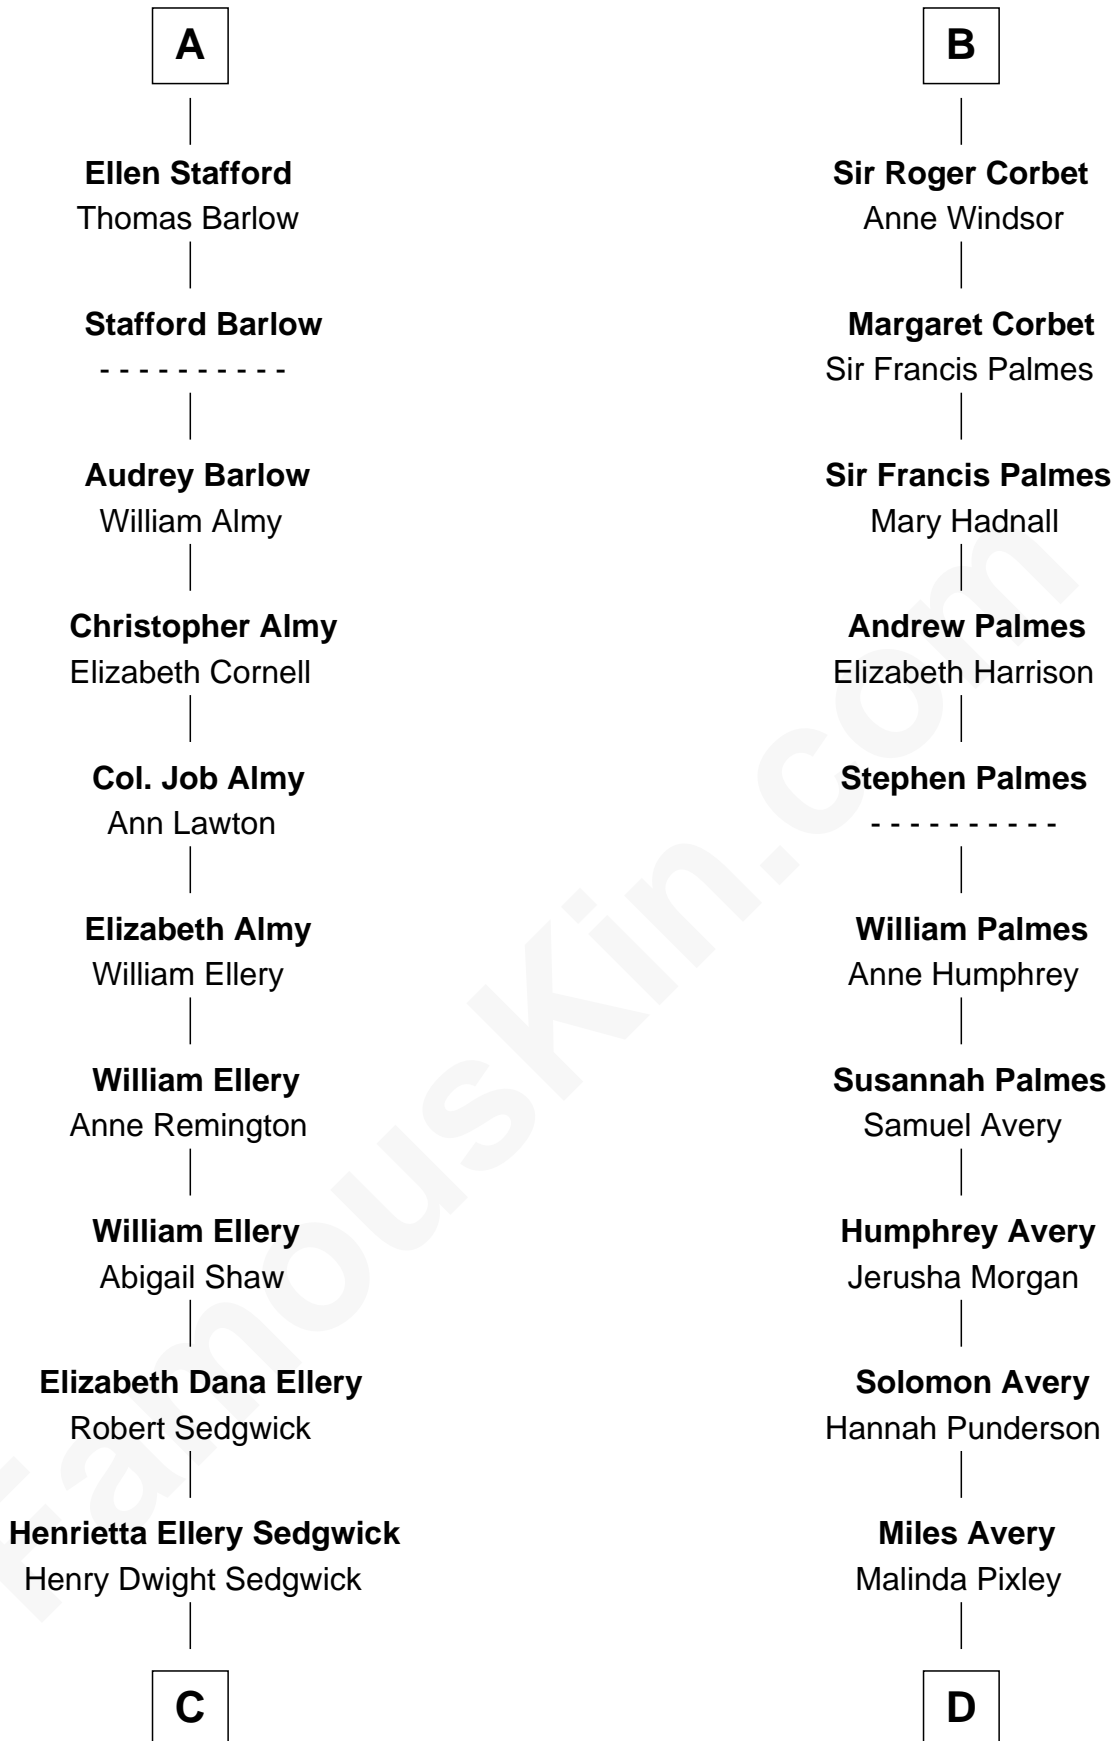 A
Ellen Stafford
Thomas Barlow
Stafford Barlow
- - - - - - - - - -
Audrey Barlow
William Almy
Christopher Almy
Elizabeth Cornell
Col. Job Almy
Ann Lawton
Elizabeth Almy
William Ellery
William Ellery
Anne Remington
William Ellery
Abigail Shaw
Elizabeth Dana Ellery
Robert Sedgwick
Henrietta Ellery Sedgwick
Henry Dwight Sedgwick
C
B
Sir Roger Corbet
Anne Windsor
Margaret Corbet
Sir Francis Palmes
Sir Francis Palmes
Mary Hadnall
Andrew Palmes
Elizabeth Harrison
Stephen Palmes
- - - - - - - - - -
William Palmes
Anne Humphrey
Susannah Palmes
Samuel Avery
Humphrey Avery
Jerusha Morgan
Solomon Avery
Hannah Punderson
Miles Avery
Malinda Pixley
D
FamousKin.com